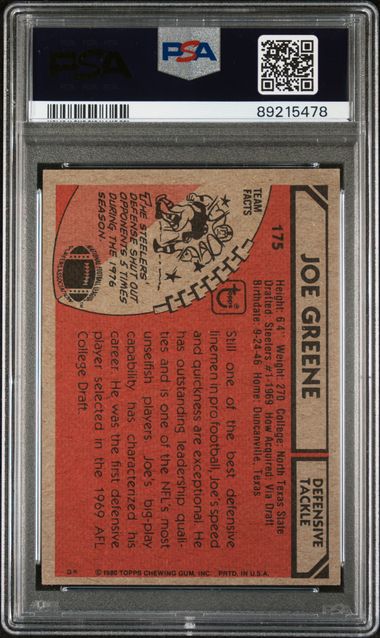 PSA
PSA
89215478
JOE GREENE
DEFENSIVE
TACKLE
175
Height: 6'4" Weight: 270 College: North Texas State
Drafted: Steelers #1-1969 How Acquired: Via Draft
Birthdate: 9-24-46 Home: Duncanville, Texas
TEAM
FACTS
THE STEELERS'
DEFENSE SHUT OUT
OPPONENTS 5 TIMES
DURING THE 1976
SEASON.
Topps
Still one of the best defensive
linemen in pro football, Joe's speed
and quickness are exceptional. He
has outstanding leadership quali-
ties and is one of the NFL's most
unselfish players. Joe's big-play
capability has characterized his
career. He was the first defensive
player selected in the 1969 AFL
College Draft.
© 1980 TOPPS CHEWING GUM, INC. PRTD. IN U.S.A.